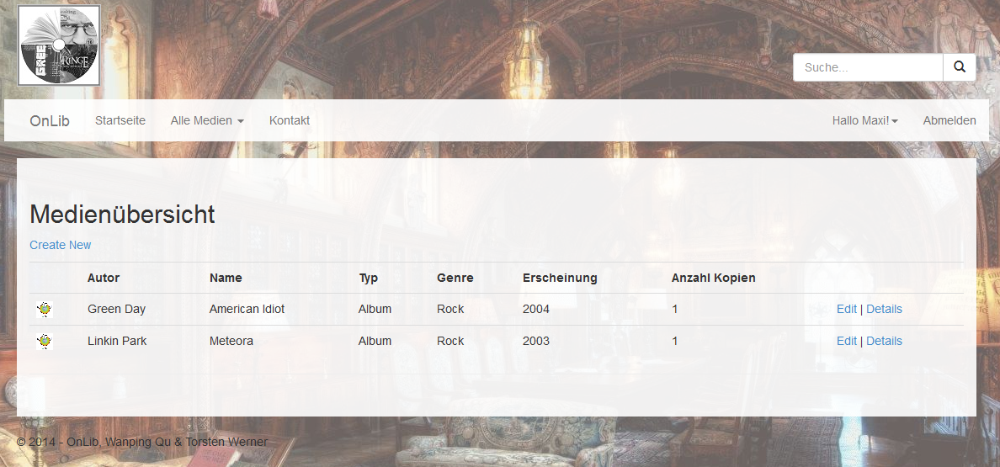 GREE
RINGE
Suche...
OnLib Startseite Alle Medien Kontakt Hallo Maxi! Abmelden
Medienübersicht
Create New
Autor Name Typ Genre Erscheinung Anzahl Kopien
Green Day American Idiot Album Rock 2004 1 Edit | Details
Linkin Park Meteora Album Rock 2003 1 Edit | Details
© 2014 - OnLib, Wanping Qu & Torsten Werner